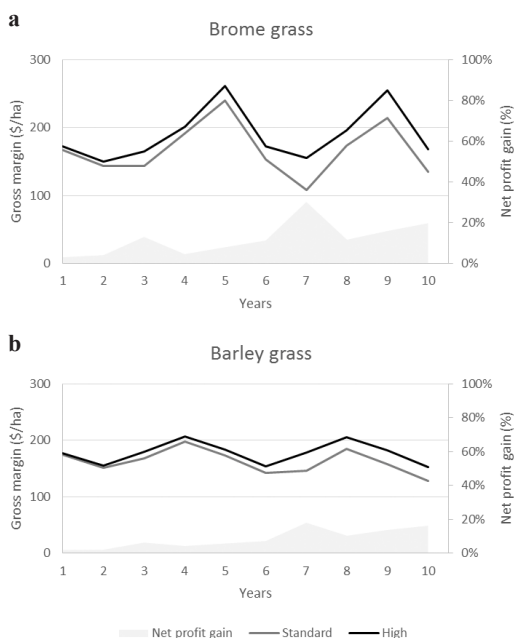 a
Brome grass
300
200
100
0
Gross margin ($/ha)
100%
80%
60%
40%
20%
0%
Net profit gain (%)
1 2 3 4 5 6 7 8 9 10
Years
b
Barley grass
300
200
100
0
Gross margin ($/ha)
100%
80%
60%
40%
20%
0%
Net profit gain (%)
1 2 3 4 5 6 7 8 9 10
Years
Net profit gain Standard High